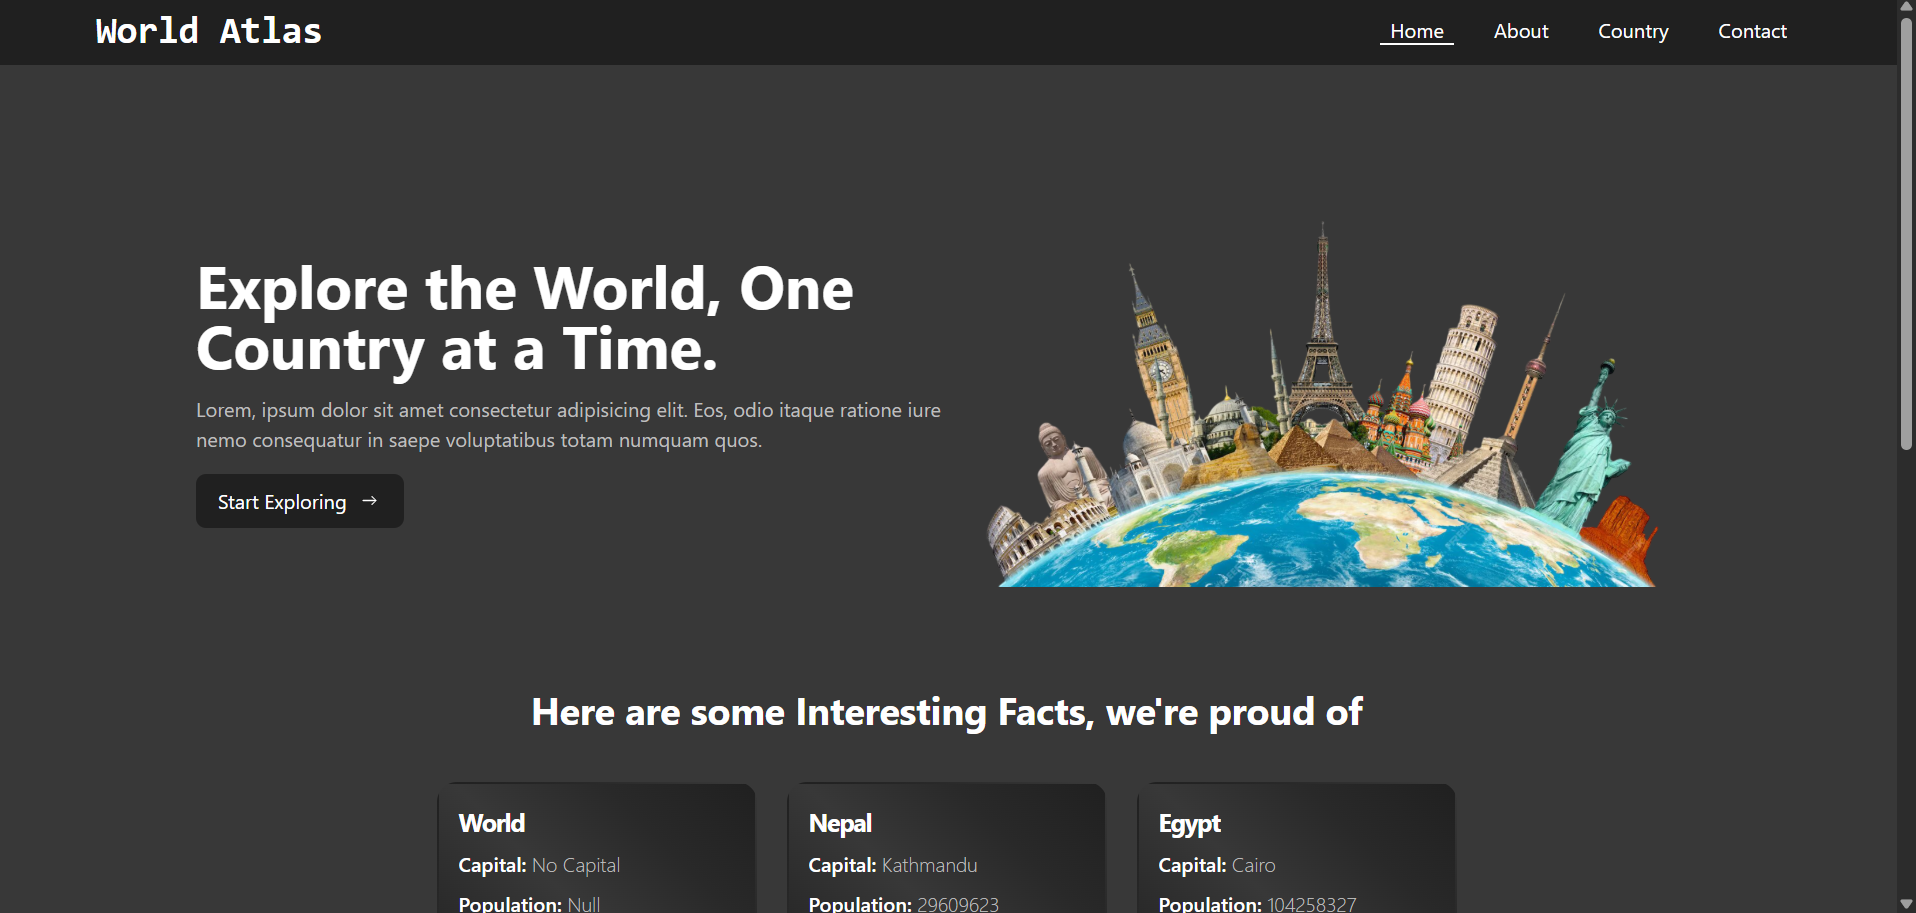 World Atlas
Home About Country Contact
Explore the World, One
Country at a Time.
Lorem, ipsum dolor sit amet consectetur adipisicing elit. Eos, odio itaque ratione iure
nemo consequatur in saepe voluptatibus totam numquam quos.
Start Exploring →
Here are some Interesting Facts, we're proud of
World
Capital: No Capital
Population: Null
Nepal
Capital: Kathmandu
Population: 29609623
Egypt
Capital: Cairo
Population: 104258327